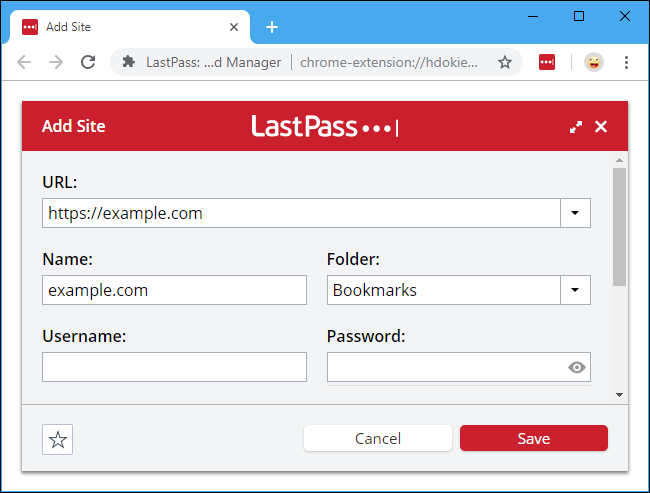 Add Site
LastPass: ...d Manager chrome-extension://hdokie...
Add Site LastPass
URL:
https://example.com
Name: Folder:
example.com Bookmarks
Username: Password:
Cancel Save